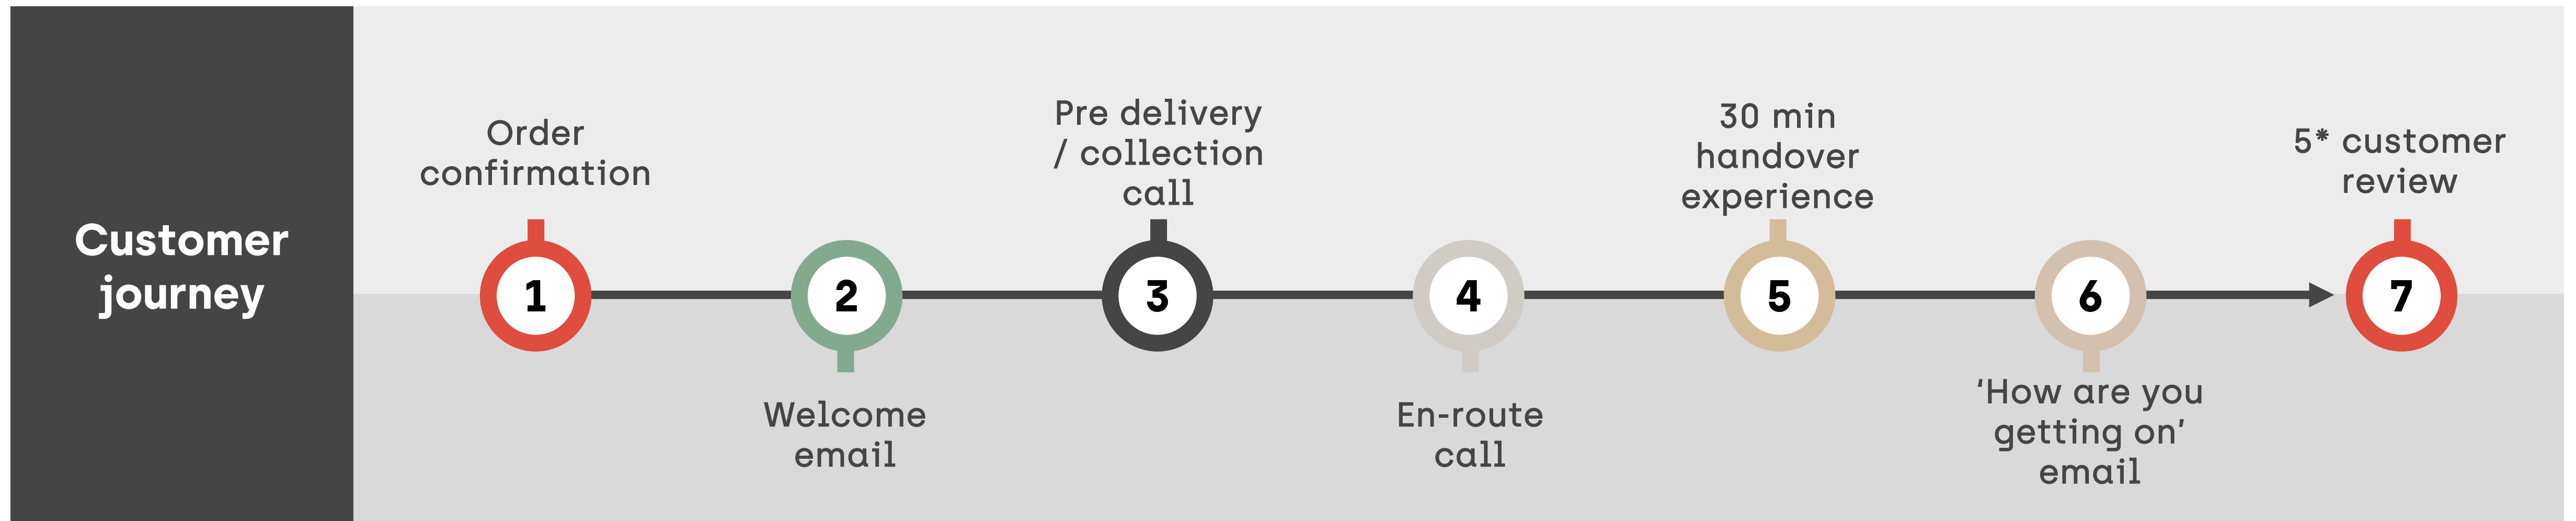 Customer
journey
Order
confirmation
1
2
Welcome
email
Pre delivery
/ collection
call
3
4
En-route
call
30 min
handover
experience
5
6
‘How are you
getting on’
email
5* customer
review
7